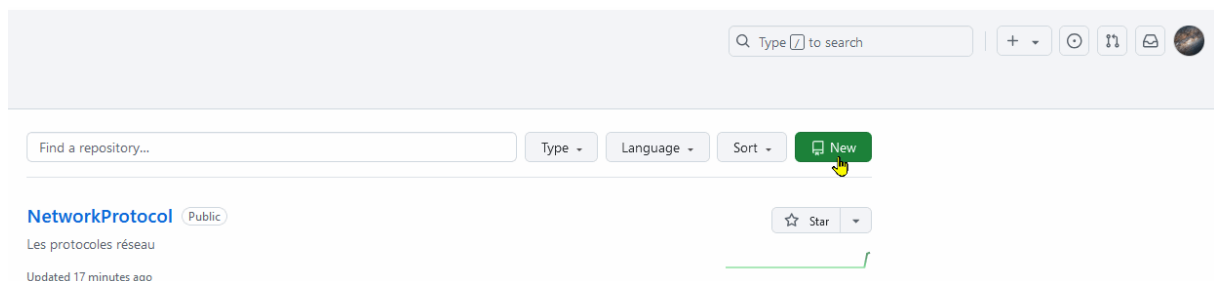 Type / to search
Find a repository... Type Language Sort New
NetworkProtocol Public Star
Les protocoles réseau
Updated 17 minutes ago